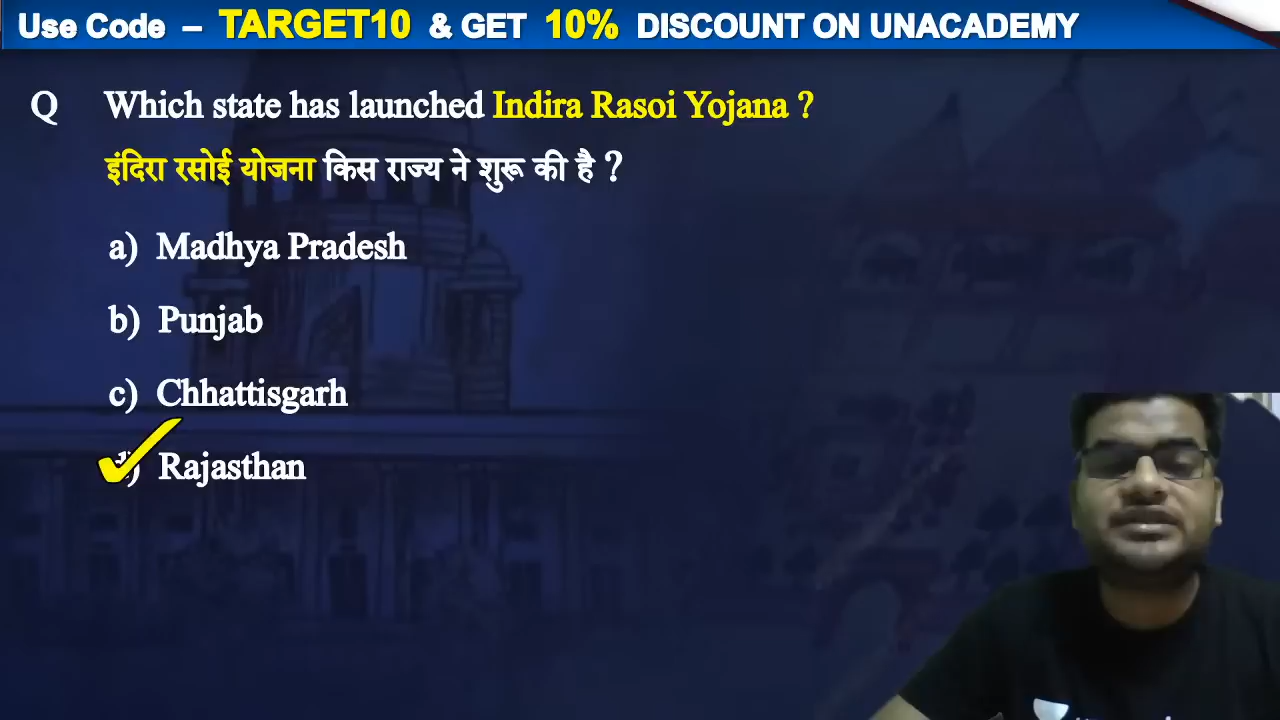 Use Code – TARGET10 & GET 10% DISCOUNT ON UNACADEMY
Q Which state has launched Indira Rasoi Yojana ?
इंदिरा रसोई योजना किस राज्य ने शुरू की है ?
a) Madhya Pradesh
b) Punjab
c) Chhattisgarh
d) Rajasthan